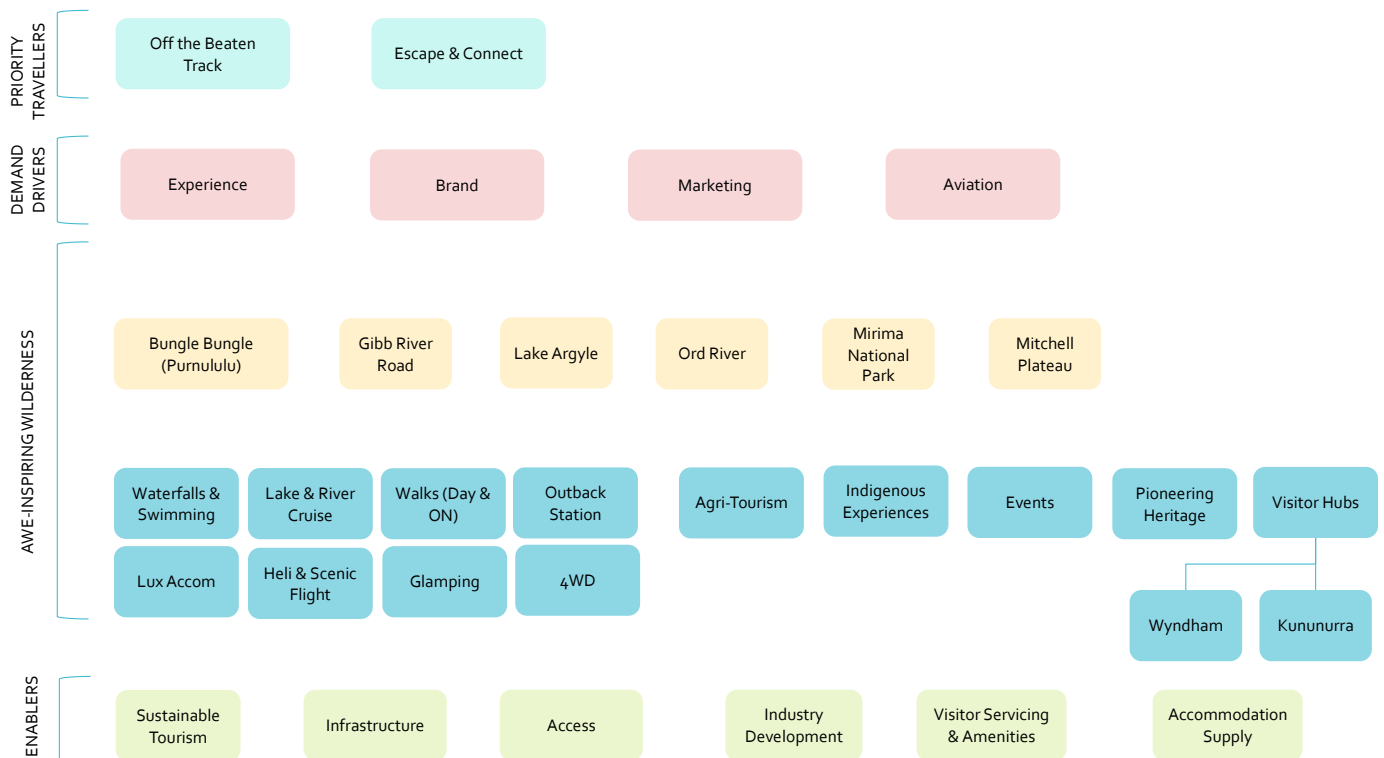 PRIORITY
TRAVELLERS
Off the Beaten
Track
Escape & Connect
DEMAND
DRIVERS
Experience
Brand
Marketing
Aviation
AWE-INSPIRING WILDERNESS
Bungle Bungle
(Purnululu)
Gibb River
Road
Lake Argyle
Ord River
Mirima
National
Park
Mitchell
Plateau
Waterfalls &
Swimming
Lake & River
Cruise
Walks (Day &
ON)
Outback
Station
Agri-Tourism
Indigenous
Experiences
Events
Pioneering
Heritage
Visitor Hubs
Lux Accom
Heli & Scenic
Flight
Glamping
4WD
Wyndham
Kununurra
ENABLERS
Sustainable
Tourism
Infrastructure
Access
Industry
Development
Visitor Servicing
& Amenities
Accommodation
Supply